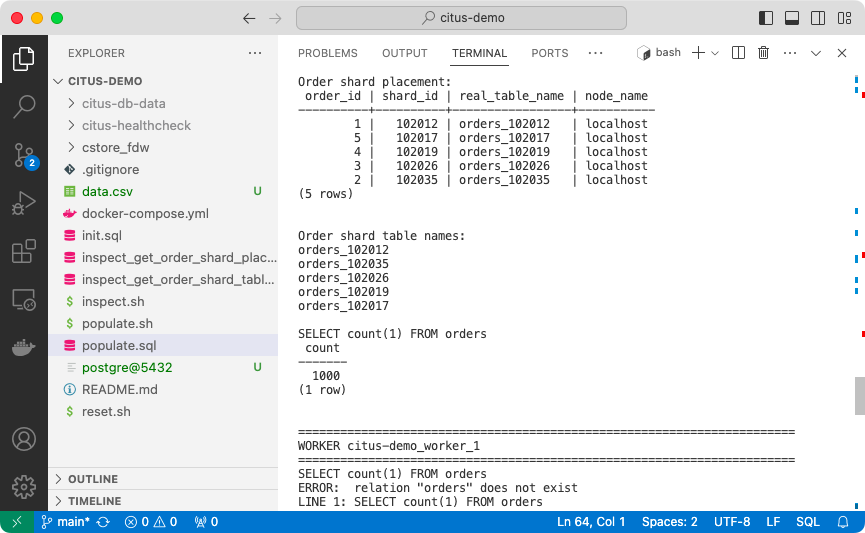 citus-demo
EXPLORER
CITUS-DEMO
citus-db-data
citus-healthcheck
cstore_fdw
.gitignore
data.csv U
docker-compose.yml
init.sql
inspect_get_order_shard_plac...
inspect_get_order_shard_tabl...
inspect.sh
populate.sh
populate.sql
postgre@5432 U
README.md
reset.sh
OUTLINE
TIMELINE
2
PROBLEMS OUTPUT TERMINAL PORTS bash
Order shard placement:
order_id | shard_id | real_table_name | node_name
----------+----------+-----------------+-----------
1 | 102012 | orders_102012 | localhost
5 | 102017 | orders_102017 | localhost
4 | 102019 | orders_102019 | localhost
3 | 102026 | orders_102026 | localhost
2 | 102035 | orders_102035 | localhost
(5 rows)
Order shard table names:
orders_102012
orders_102035
orders_102026
orders_102019
orders_102017
SELECT count(1) FROM orders
count
-------
1000
(1 row)
=======================================================================
WORKER citus-demo_worker_1
=======================================================================
SELECT count(1) FROM orders
ERROR:  relation "orders" does not exist
LINE 1: SELECT count(1) FROM orders
main* 0 0 0 Ln 64, Col 1 Spaces: 2 UTF-8 LF SQL